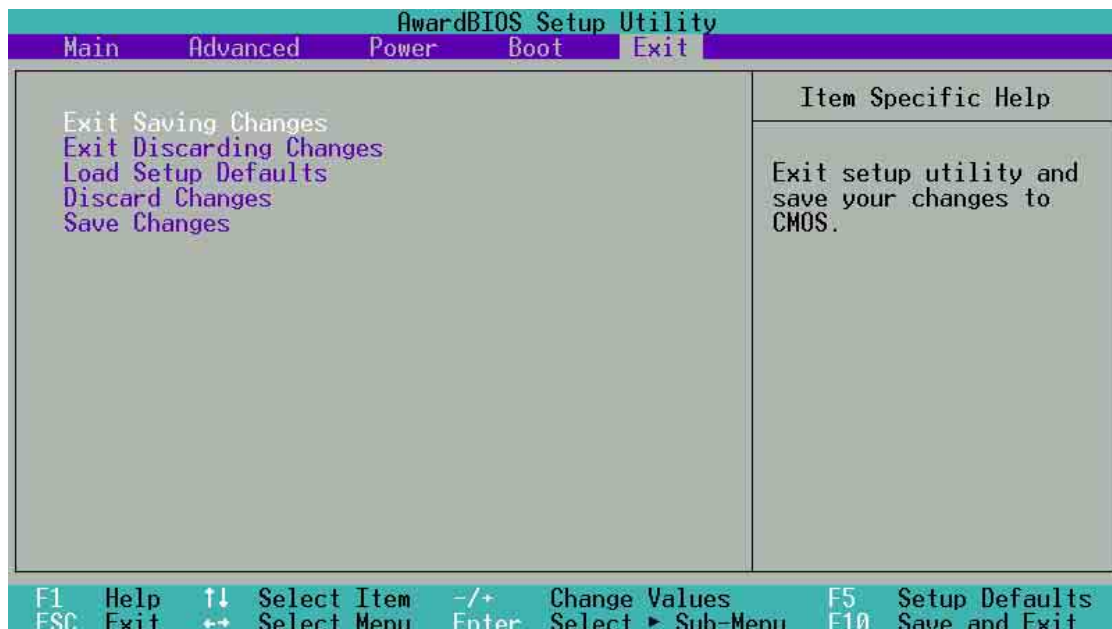 AwardBIOS Setup Utility
Main Advanced Power Boot Exit
Exit Saving Changes
Exit Discarding Changes
Load Setup Defaults
Discard Changes
Save Changes
Item Specific Help
Exit setup utility and
save your changes to
CMOS.
F1 Help ↑↓ Select Item -/+ Change Values F5 Setup Defaults
ESC Exit ←→ Select Menu Enter Select ► Sub-Menu F10 Save and Exit